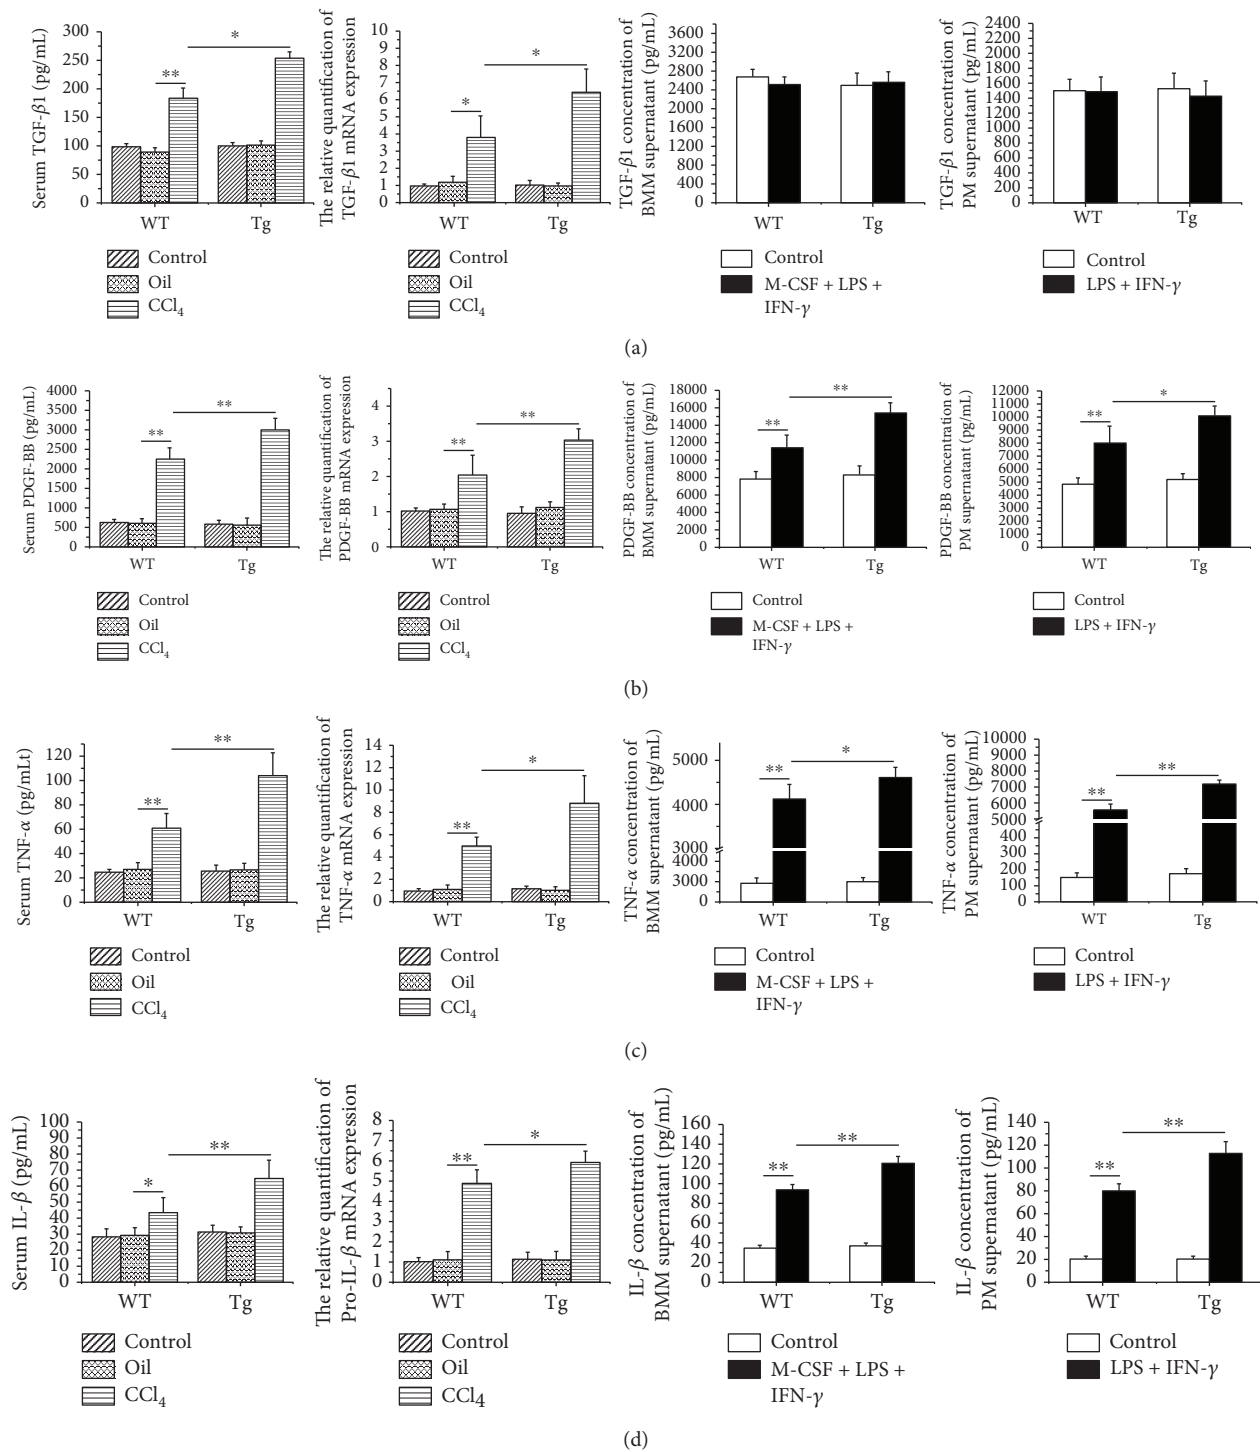 Serum TGF-β1 (pg/mL)
300
250
200
150
100
50
0
**
*
WT
Tg
Control
Oil
CCl4
The relative quantification of
TGF-β1 mRNA expression
10
9
8
7
6
5
4
3
2
1
0
*
*
WT
Tg
Control
Oil
CCl4
TGF-β1 concentration of
BMM supernatant (pg/mL)
3600
3200
2800
2400
2000
1600
1200
800
400
0
WT
Tg
Control
M-CSF + LPS +
IFN-γ
TGF-β1 concentration of
PM supernatant (pg/mL)
2400
2200
2000
1800
1600
1400
1200
1000
800
600
400
200
0
WT
Tg
Control
LPS + IFN-γ
(a)
Serum PDGF-BB (pg/mL)
4000
3500
3000
2500
2000
1500
1000
500
0
**
**
WT
Tg
Control
Oil
CCl4
The relative quantification of
PDGF-BB mRNA expression
4
3
2
1
0
**
**
WT
Tg
Control
Oil
CCl4
PDGF-BB concentration of
BMM supernatant (pg/mL)
18000
16000
14000
12000
10000
8000
6000
4000
2000
0
**
**
WT
Tg
Control
M-CSF + LPS +
IFN-γ
PDGF-BB concentration of
PM supernatant (pg/mL)
12000
11000
10000
9000
8000
7000
6000
5000
4000
3000
2000
1000
0
**
*
WT
Tg
Control
LPS + IFN-γ
(b)
Serum TNF-α (pg/mLt)
120
100
80
60
40
20
0
**
**
WT
Tg
Control
Oil
CCl4
The relative quantification of
TNF-α mRNA expression
14
12
10
8
6
4
2
0
**
*
WT
Tg
Control
Oil
CCl4
TNF-α concentration of
BMM supernatant (pg/mL)
5000
4000
3000
4000
3000
0
**
*
WT
Tg
Control
M-CSF + LPS +
IFN-γ
TNF-α concentration of
PM supernatant (pg/mL)
10000
8000
7000
6000
5000
400
300
200
100
0
**
**
WT
Tg
Control
LPS + IFN-γ
(c)
Serum IL-β (pg/mL)
100
90
80
70
60
50
40
30
20
10
0
*
**
WT
Tg
Control
Oil
CCl4
The relative quantification of
Pro-IL-β mRNA expression
8
7
6
5
4
3
2
1
0
**
*
WT
Tg
Control
Oil
CCl4
IL-β concentration of
BMM supernatant (pg/mL)
160
140
120
100
80
60
40
20
0
**
**
WT
Tg
Control
M-CSF + LPS +
IFN-γ
IL-β concentration of
PM supernatant (pg/mL)
140
120
100
80
60
40
20
0
**
**
WT
Tg
Control
LPS + IFN-γ
(d)